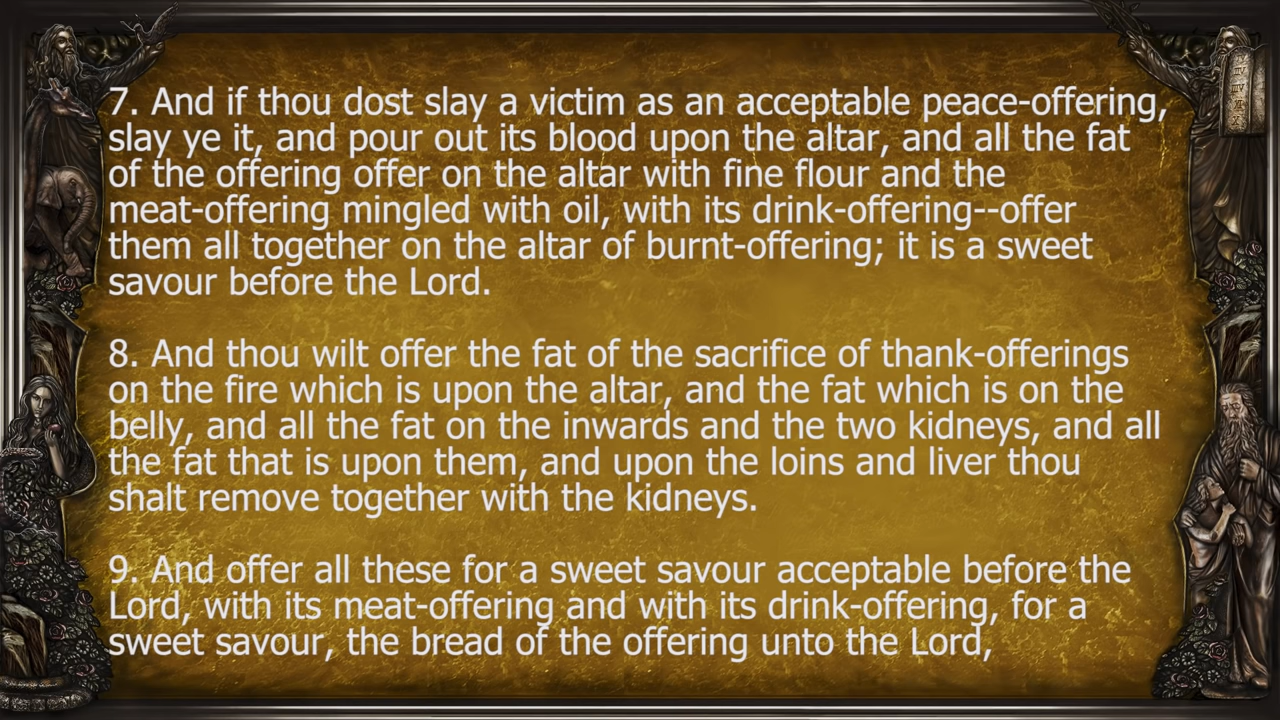 7. And if thou dost slay a victim as an acceptable peace-offering,
slay ye it, and pour out its blood upon the altar, and all the fat
of the offering offer on the altar with fine flour and the
meat-offering mingled with oil, with its drink-offering--offer
them all together on the altar of burnt-offering; it is a sweet
savour before the Lord.
8. And thou wilt offer the fat of the sacrifice of thank-offerings
on the fire which is upon the altar, and the fat which is on the
belly, and all the fat on the inwards and the two kidneys, and all
the fat that is upon them, and upon the loins and liver thou
shalt remove together with the kidneys.
9. And offer all these for a sweet savour acceptable before the
Lord, with its meat-offering and with its drink-offering, for a
sweet savour, the bread of the offering unto the Lord,